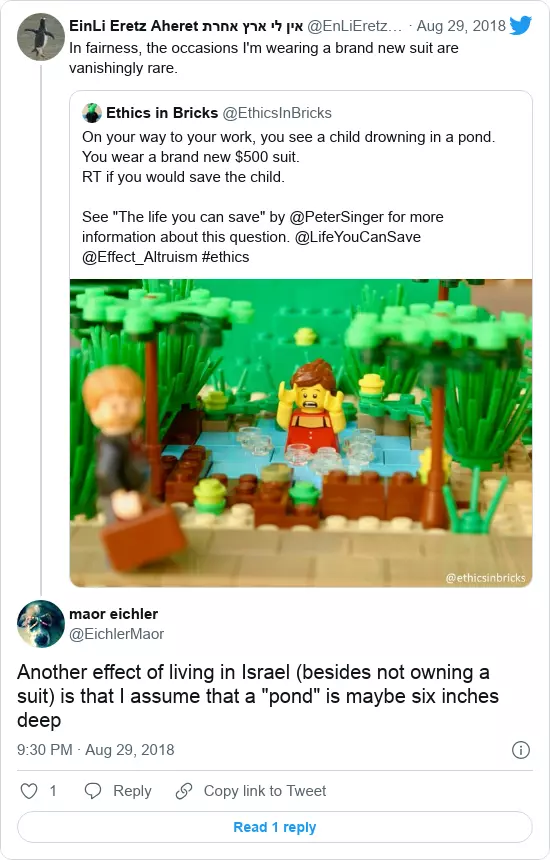 EinLi Eretz Aheret אין לי ארץ אחרת @EnLiEretz… · Aug 29, 2018
In fairness, the occasions I'm wearing a brand new suit are
vanishingly rare.
Ethics in Bricks @EthicsInBricks
On your way to your work, you see a child drowning in a pond.
You wear a brand new $500 suit.
RT if you would save the child.
See "The life you can save" by @PeterSinger for more
information about this question. @LifeYouCanSave
@Effect_Altruism #ethics
@ethicsinbricks
maor eichler
@EichlerMaor
Another effect of living in Israel (besides not owning a
suit) is that I assume that a "pond" is maybe six inches
deep
9:30 PM · Aug 29, 2018
1 Reply Copy link to Tweet
Read 1 reply